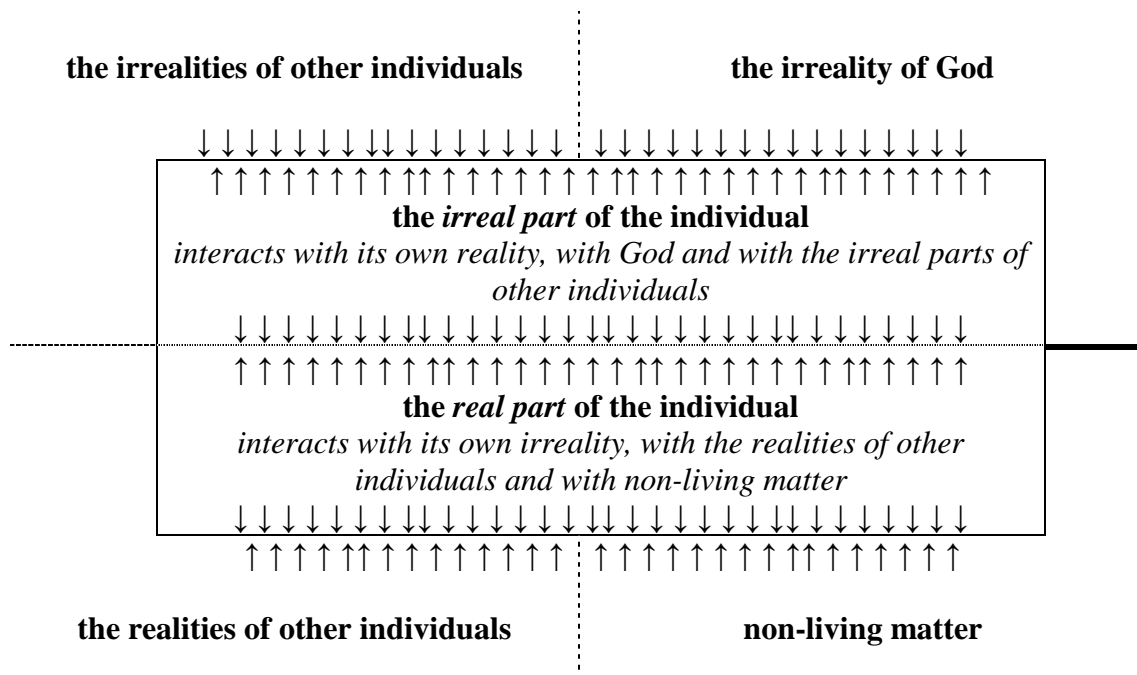 the irrealities of other individuals
the irreality of God
↓ ↓ ↓ ↓ ↓ ↓ ↓ ↓↓ ↓ ↓ ↓ ↓ ↓ ↓ ↓ ↓ ↓ ↓ ↓ ↓ ↓ ↓ ↓ ↓ ↓ ↓ ↓ ↓ ↓ ↓ ↓
↑ ↑ ↑ ↑ ↑ ↑ ↑ ↑ ↑↑ ↑ ↑ ↑ ↑ ↑ ↑ ↑ ↑↑ ↑ ↑ ↑ ↑ ↑ ↑ ↑ ↑↑ ↑ ↑ ↑ ↑ ↑ ↑
the irreal part of the individual
interacts with its own reality, with God and with the irreal parts of
other individuals
↓ ↓ ↓ ↓ ↓ ↓ ↓ ↓↓ ↓ ↓ ↓ ↓ ↓ ↓ ↓↓ ↓ ↓ ↓ ↓ ↓ ↓ ↓ ↓↓ ↓ ↓ ↓ ↓ ↓ ↓ ↓
↑ ↑ ↑ ↑ ↑ ↑ ↑ ↑ ↑↑ ↑ ↑ ↑ ↑ ↑ ↑ ↑ ↑↑ ↑ ↑ ↑ ↑ ↑ ↑ ↑ ↑↑ ↑ ↑ ↑ ↑
the real part of the individual
interacts with its own irreality, with the realities of other
individuals and with non-living matter
↓ ↓ ↓ ↓ ↓ ↓ ↓ ↓↓ ↓ ↓ ↓ ↓ ↓ ↓ ↓↓ ↓ ↓ ↓ ↓ ↓ ↓ ↓ ↓↓ ↓ ↓ ↓ ↓ ↓ ↓ ↓
↑ ↑ ↑ ↑ ↑↑ ↑ ↑ ↑ ↑ ↑ ↑ ↑ ↑ ↑ ↑ ↑ ↑ ↑ ↑ ↑ ↑ ↑↑ ↑ ↑ ↑ ↑ ↑ ↑
the realities of other individuals
non-living matter